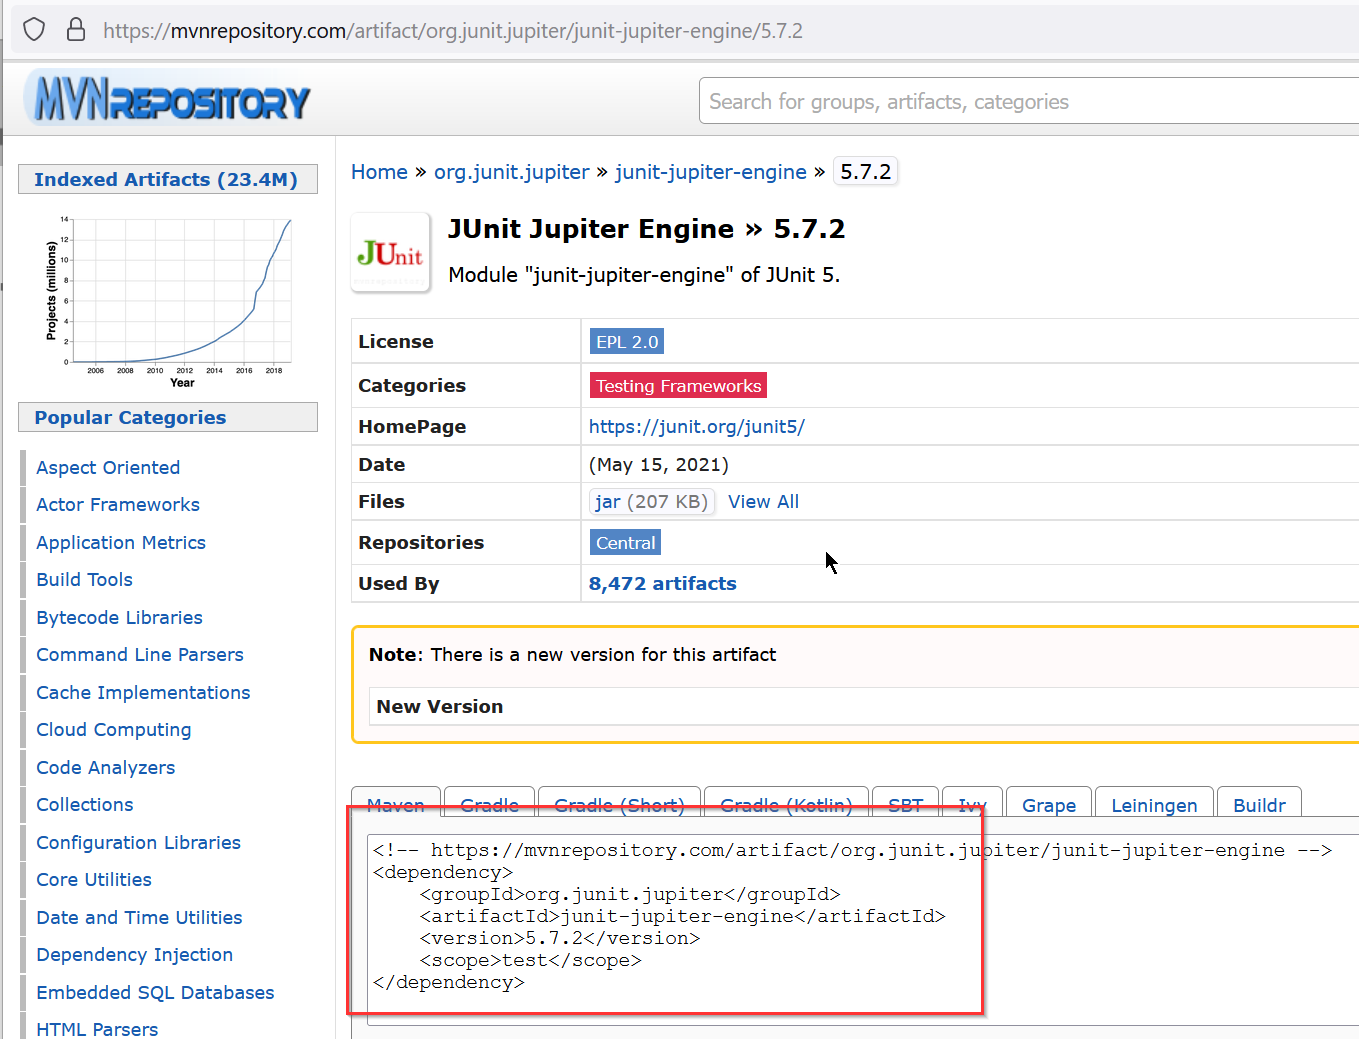 https://mvnrepository.com/artifact/org.junit.jupiter/junit-jupiter-engine/5.7.2
MVNREPOSITORY
Search for groups, artifacts, categories
Indexed Artifacts (23.4M)
Projects (millions)
14
12
10
8
6
4
2
0
2006 2008 2010 2012 2014 2016 2018
Year
Popular Categories
Aspect Oriented
Actor Frameworks
Application Metrics
Build Tools
Bytecode Libraries
Command Line Parsers
Cache Implementations
Cloud Computing
Code Analyzers
Collections
Configuration Libraries
Core Utilities
Date and Time Utilities
Dependency Injection
Embedded SQL Databases
HTML Parsers
Home » org.junit.jupiter » junit-jupiter-engine » 5.7.2
JUnit
JUnit Jupiter Engine » 5.7.2
Module "junit-jupiter-engine" of JUnit 5.
License EPL 2.0
Categories Testing Frameworks
HomePage https://junit.org/junit5/
Date (May 15, 2021)
Files jar (207 KB) View All
Repositories Central
Used By 8,472 artifacts
Note: There is a new version for this artifact
New Version
Maven Gradle Gradle (Short) Gradle (Kotlin) SBT Ivy Grape Leiningen Buildr
<!-- https://mvnrepository.com/artifact/org.junit.jupiter/junit-jupiter-engine -->
<dependency>
    <groupId>org.junit.jupiter</groupId>
    <artifactId>junit-jupiter-engine</artifactId>
    <version>5.7.2</version>
    <scope>test</scope>
</dependency>